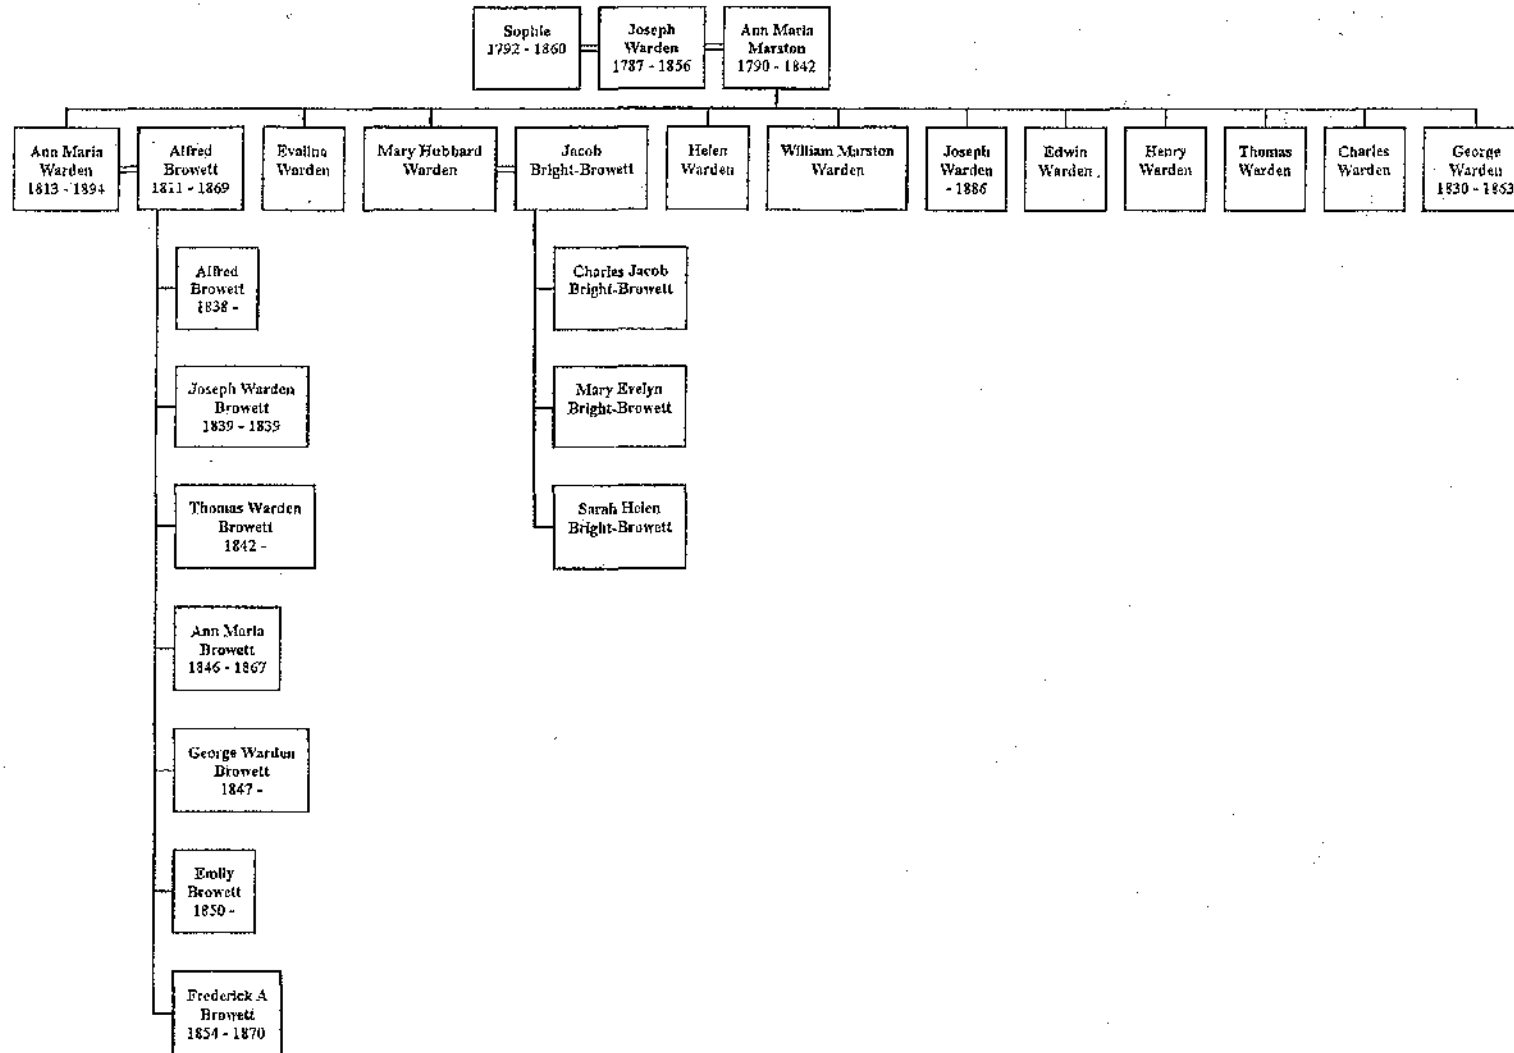 Sophie
1792 - 1860
Joseph
Warden
1787 - 1856
Ann Maria
Marston
1790 - 1842
Ann Maria
Warden
1813 - 1894
Alfred
Browett
1811 - 1869
Evalina
Warden
Mary Hubbard
Warden
Jacob
Bright-Browett
Helen
Warden
William Marston
Warden
Joseph
Warden
- 1886
Edwin
Warden
Henry
Warden
Thomas
Warden
Charles
Warden
George
Warden
1830 - 1863
Alfred
Browett
1838 -
Joseph Warden
Browett
1839 - 1839
Thomas Warden
Browett
1842 -
Ann Maria
Browett
1846 - 1867
George Warden
Browett
1847 -
Emily
Browett
1850 -
Frederick A
Browett
1854 - 1870
Charles Jacob
Bright-Browett
Mary Evelyn
Bright-Browett
Sarah Helen
Bright-Browett